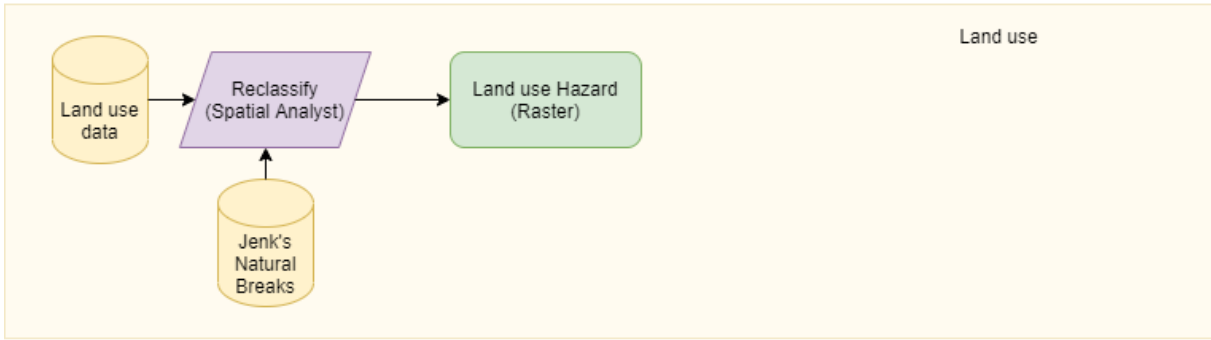 Land use
Land use
data
Reclassify
(Spatial Analyst)
Land use Hazard
(Raster)
Jenk's
Natural
Breaks